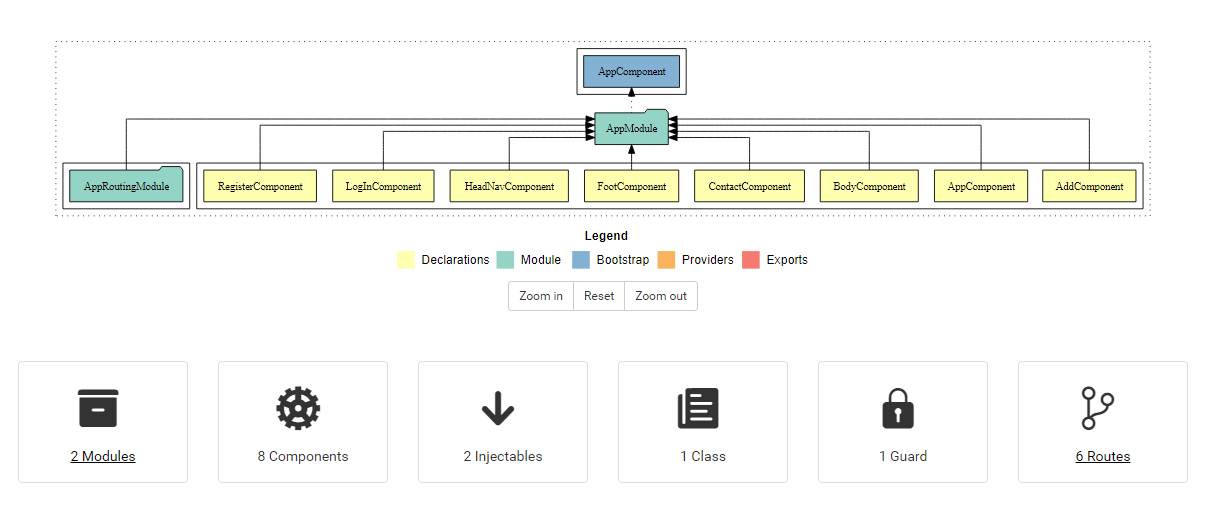 AppComponent
AppModule
AppRoutingModule RegisterComponent LogInComponent HeadNavComponent FootComponent ContactComponent BodyComponent AppComponent AddComponent
Legend
Declarations Module Bootstrap Providers Exports
Zoom in Reset Zoom out
2 Modules 8 Components 2 Injectables 1 Class 1 Guard 6 Routes